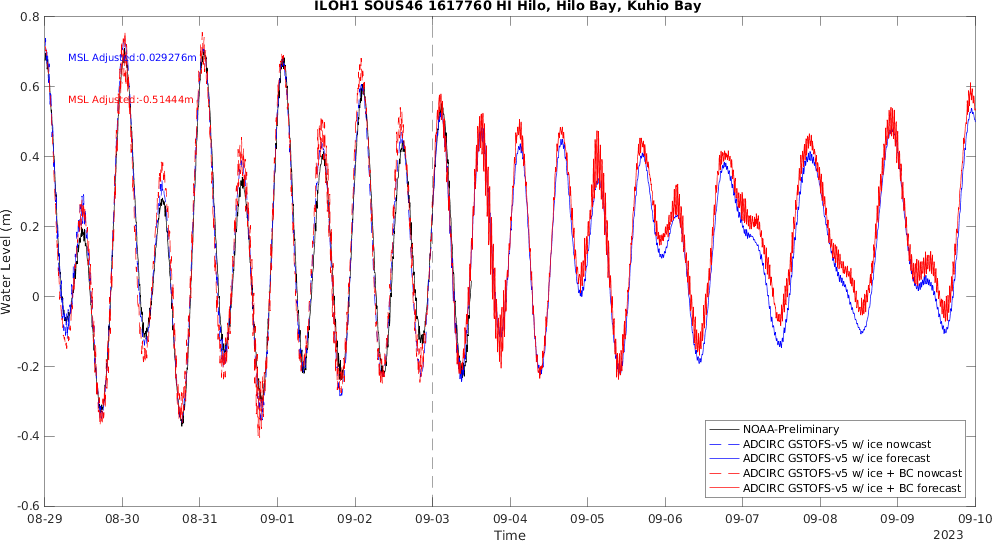 ILOH1 SOUS46 1617760 HI Hilo, Hilo Bay, Kuhio Bay
0.8
0.6
0.4
0.2
0
-0.2
-0.4
-0.6
Water Level (m)
MSL Adjusted:0.029276m
MSL Adjusted:-0.51444m
NOAA-Preliminary
ADCIRC GSTOFS-v5 w/ ice nowcast
ADCIRC GSTOFS-v5 w/ ice forecast
ADCIRC GSTOFS-v5 w/ ice + BC nowcast
ADCIRC GSTOFS-v5 w/ ice + BC forecast
08-29 08-30 08-31 09-01 09-02 09-03 09-04 09-05 09-06 09-07 09-08 09-09 09-10
Time
2023